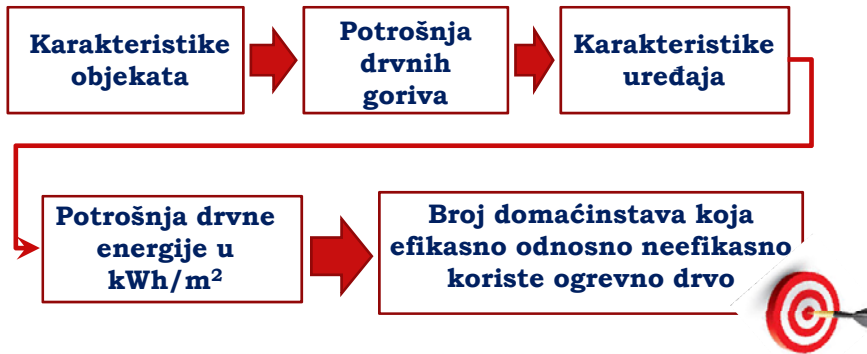 Karakteristike
objekata
Potrošnja
drvnih
goriva
Karakteristike
uređaja
Potrošnja drvne
energije u
kWh/m²
Broj domaćinstava koja
efikasno odnosno neefikasno
koriste ogrevno drvo